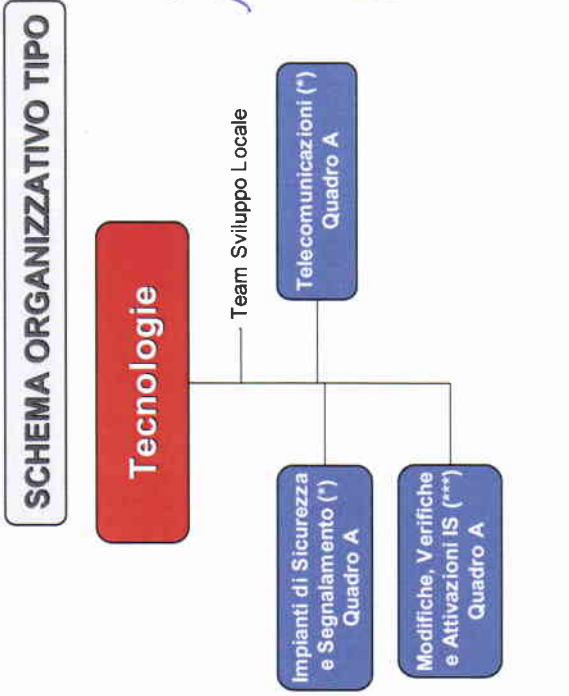 SCHEMA ORGANIZZATIVO TIPO
Tecnologie
Team Sviluppo Locale
Impianti di Sicurezza
e Segnalamento (*)
Quadro A
Telecomunicazioni (*)
Quadro A
Modifiche, Verifiche
e Attivazioni IS (***)
Quadro A